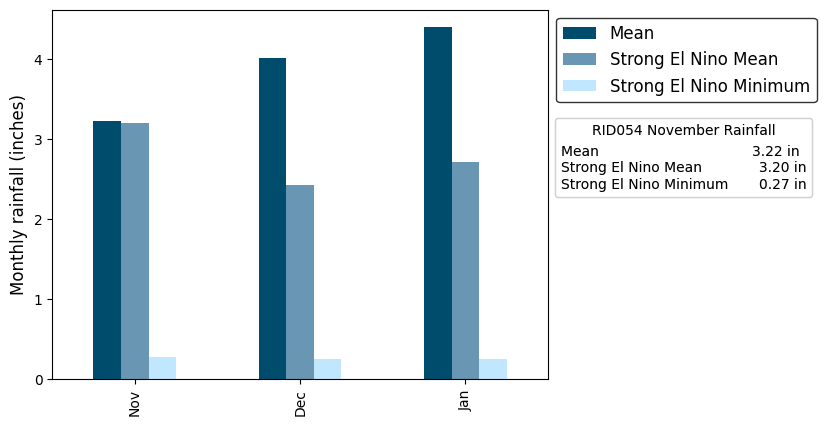 Monthly rainfall (inches)
4
3
2
1
0
Nov
Dec
Jan
Mean
Strong El Nino Mean
Strong El Nino Minimum
RID054 November Rainfall
Mean 3.22 in
Strong El Nino Mean 3.20 in
Strong El Nino Minimum 0.27 in